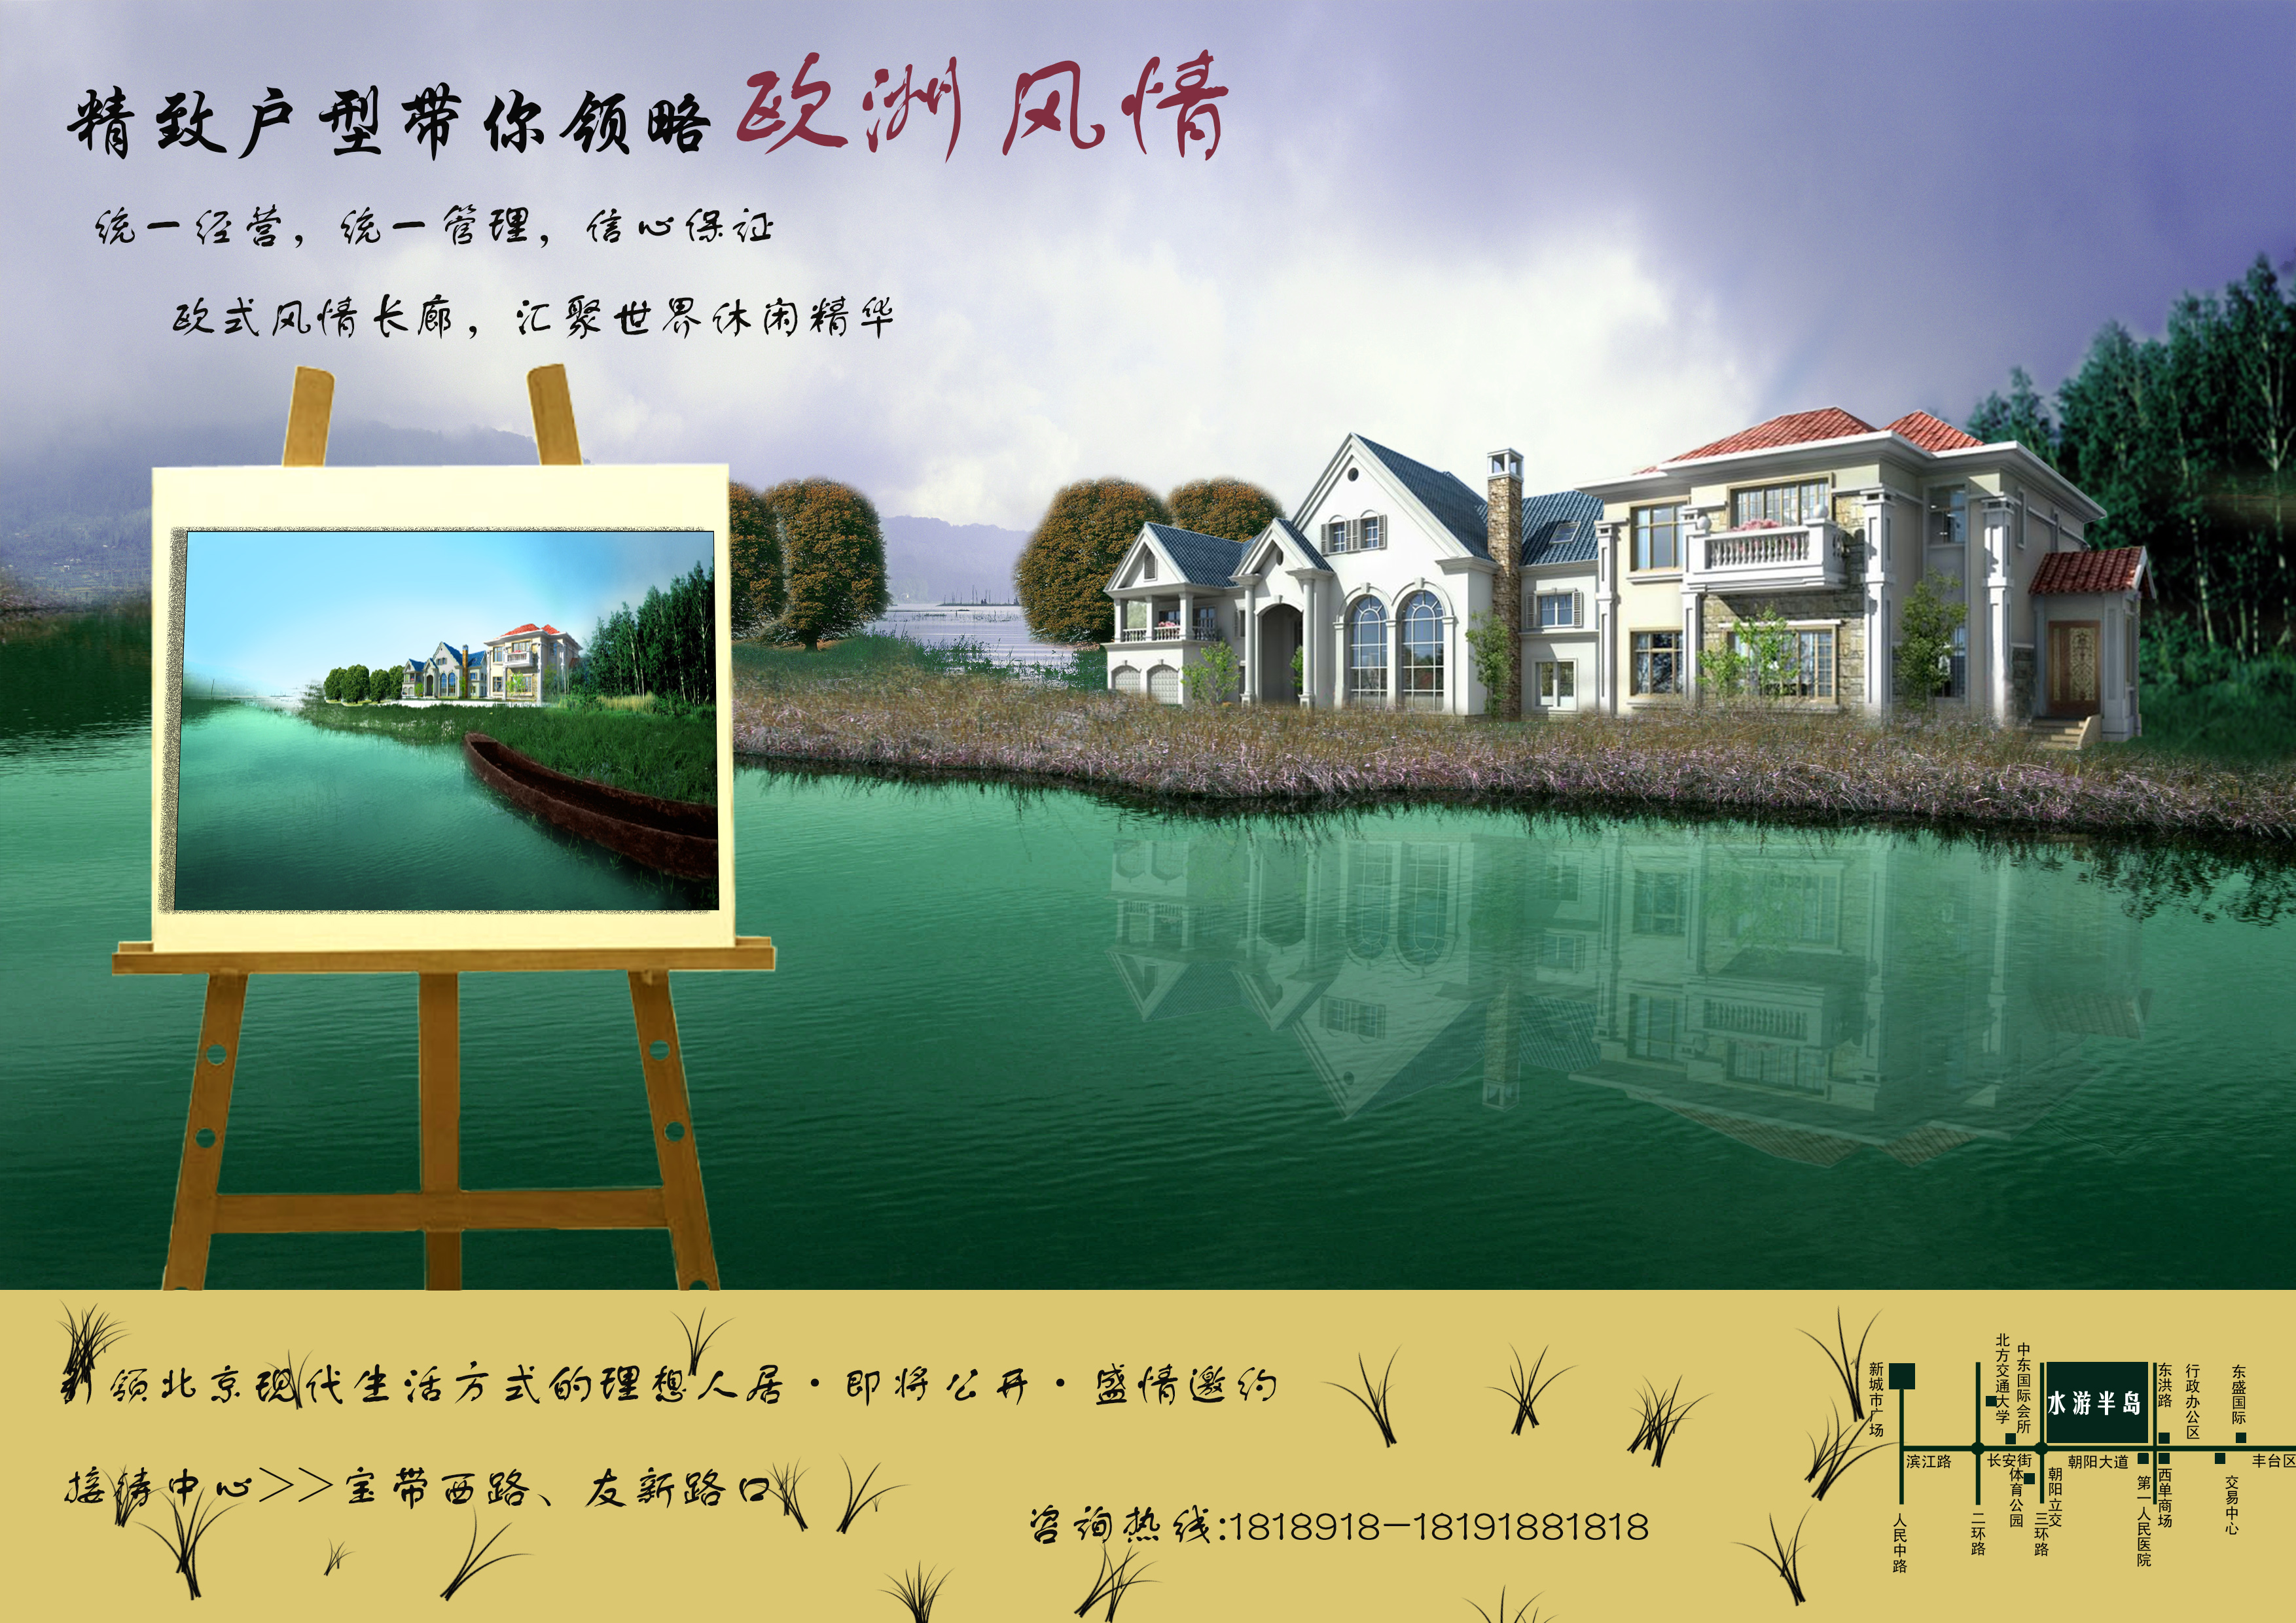 精致户型带你领略欧洲风情
统一经营，统一管理，信心保证
欧式风情长廊，汇聚世界休闲精华
新领北京现代生活方式的理想人居·即将公开·盛情邀约
接待中心>>宝带西路、友新路口
咨询热线:1818918-18191881818
新城市广场
北方交通大学
中东国际会所
水游半岛
东洪路
行政办公区
东盛国际
滨江路
长安街
朝阳大道
丰台区
人民中路
二环路
体育公园
三环路
朝阳立交
第一人民医院
西单商场
交易中心